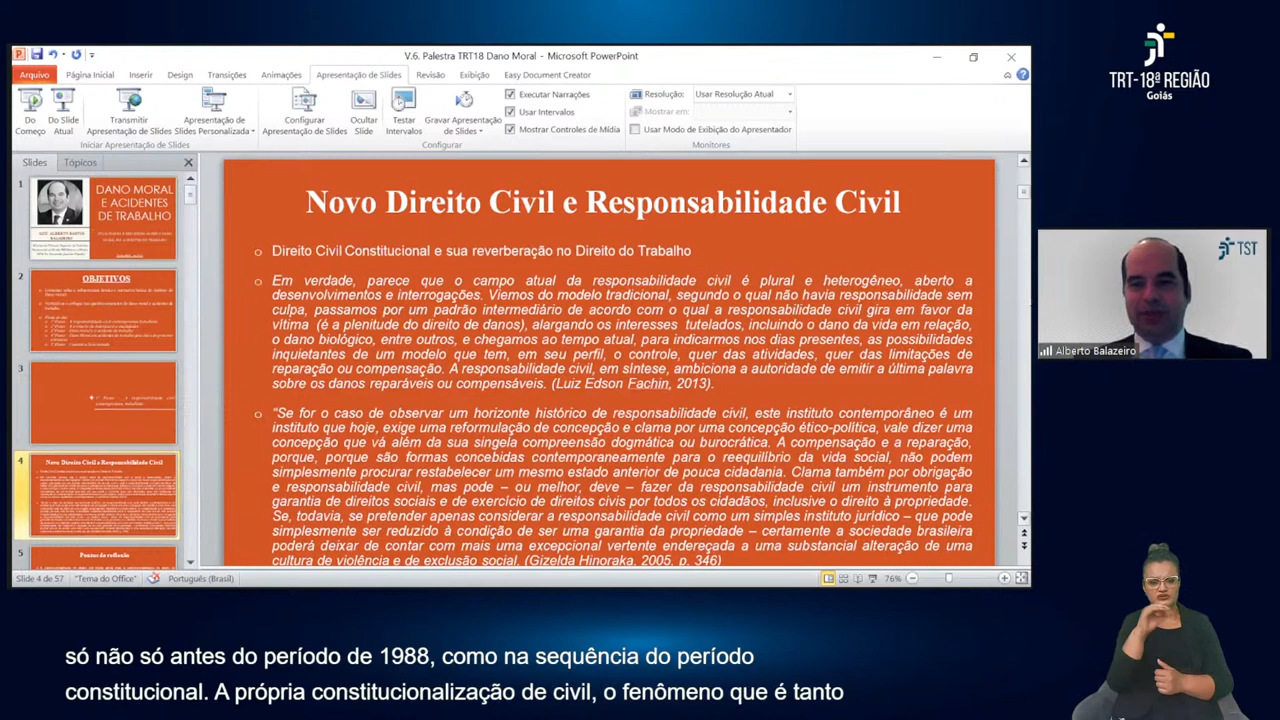 V.6. Palestra TRT18 Dano Moral - Microsoft PowerPoint
Arquivo Página Inicial Inserir Design Transições Animações Apresentação de Slides Revisão Exibição Easy Document Creator
Do Começo
Do Slide Atual
Transmitir Apresentação de Slides
Apresentação de Slides Personalizada
Iniciar Apresentação de Slides
Configurar Apresentação de Slides
Ocultar Slide
Testar Intervalos
Gravar Apresentação de Slides
Executar Narrações
Usar Intervalos
Mostrar Controles de Mídia
Configurar
Resolução: Usar Resolução Atual
Mostrar em:
Usar Modo de Exibição do Apresentador
Monitores
Slides Tópicos
1
DANO MORAL
E ACIDENTES
DE TRABALHO
2
OBJETIVOS
3
4
Novo Direito Civil e Responsabilidade Civil
5
Pontos de reflexão
Novo Direito Civil e Responsabilidade Civil
Direito Civil Constitucional e sua reverberação no Direito do Trabalho
Em verdade, parece que o campo atual da responsabilidade civil é plural e heterogêneo, aberto a
desenvolvimentos e interrogações. Viemos do modelo tradicional, segundo o qual não havia responsabilidade sem
culpa, passamos por um padrão intermediário de acordo com o qual a responsabilidade civil gira em favor da
vítima (é a plenitude do direito de danos), alargando os interesses tutelados, incluindo o dano da vida em relação,
o dano biológico, entre outros, e chegamos ao tempo atual, para indicarmos nos dias presentes, as possibilidades
inquietantes de um modelo que tem, em seu perfil, o controle, quer das atividades, quer das limitações de
reparação ou compensação. A responsabilidade civil, em síntese, ambiciona a autoridade de emitir a última palavra
sobre os danos reparáveis ou compensáveis. (Luiz Edson Fachin, 2013).
"Se for o caso de observar um horizonte histórico de responsabilidade civil, este instituto contemporâneo é um
instituto que hoje, exige uma reformulação de concepção e clama por uma concepção ético-política, vale dizer uma
concepção que vá além da sua singela compreensão dogmática ou burocrática. A compensação e a reparação,
porque, porque são formas concebidas contemporaneamente para o reequilíbrio da vida social, não podem
simplesmente procurar restabelecer um mesmo estado anterior de pouca cidadania. Clama também por obrigação
e responsabilidade civil, mas pode – ou melhor, deve – fazer da responsabilidade civil um instrumento para
garantia de direitos sociais e de exercício de direitos civis por todos os cidadãos, inclusive o direito à propriedade.
Se, todavia, se pretender apenas considerar a responsabilidade civil como um simples instituto jurídico – que pode
simplesmente ser reduzido à condição de ser uma garantia da propriedade – certamente a sociedade brasileira
poderá deixar de contar com mais uma excepcional vertente endereçada a uma substancial alteração de uma
cultura de violência e de exclusão social. (Gizelda Hinoraka, 2005, p. 346)
Slide 4 de 57 "Tema do Office" Português (Brasil) 76%
TRT-18ª REGIÃO
Goiás
TST
Alberto Balazeiro
só não só antes do período de 1988, como na sequência do período
constitucional. A própria constitucionalização de civil, o fenômeno que é tanto